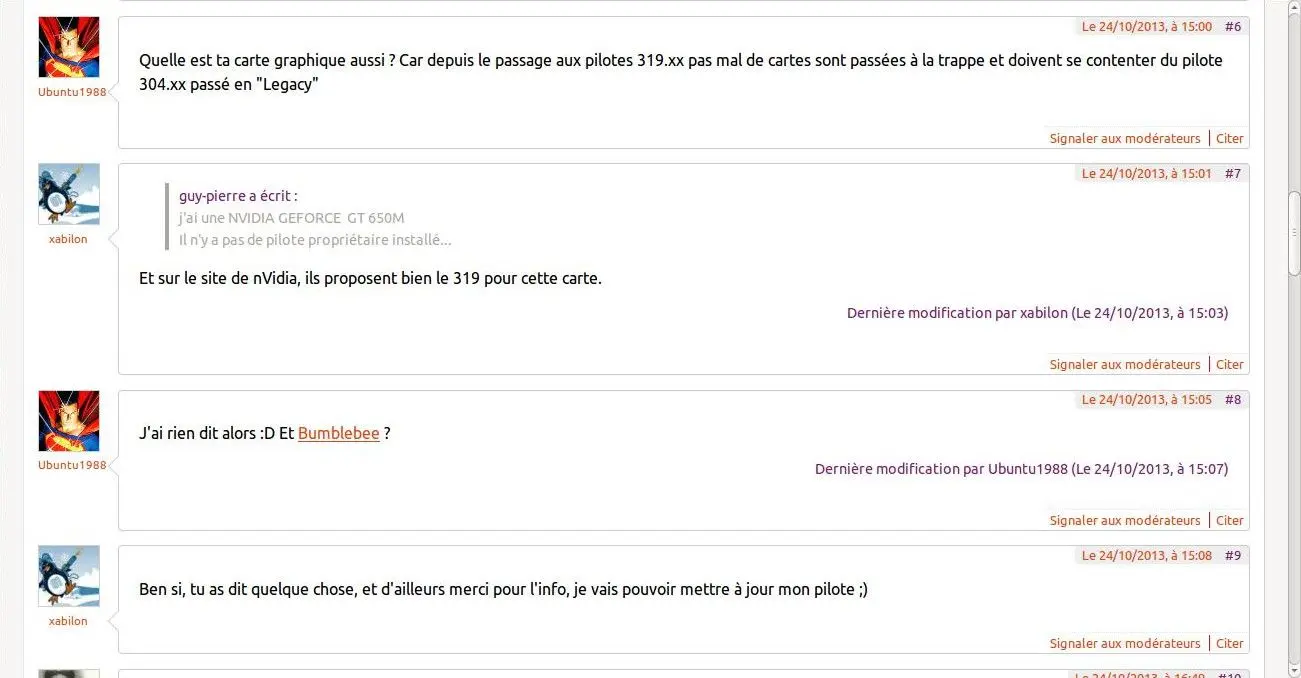 Le 24/10/2013, à 15:00 #6
Ubuntu1988
Quelle est ta carte graphique aussi ? Car depuis le passage aux pilotes 319.xx pas mal de cartes sont passées à la trappe et doivent se contenter du pilote
304.xx passé en "Legacy"
Signaler aux modérateurs | Citer
Le 24/10/2013, à 15:01 #7
xabilon
guy-pierre a écrit :
j'ai une NVIDIA GEFORCE GT 650M
Il n'y a pas de pilote propriétaire installé...
Et sur le site de nVidia, ils proposent bien le 319 pour cette carte.
Dernière modification par xabilon (Le 24/10/2013, à 15:03)
Signaler aux modérateurs | Citer
Le 24/10/2013, à 15:05 #8
Ubuntu1988
J'ai rien dit alors :D Et Bumblebee ?
Dernière modification par Ubuntu1988 (Le 24/10/2013, à 15:07)
Signaler aux modérateurs | Citer
Le 24/10/2013, à 15:08 #9
xabilon
Ben si, tu as dit quelque chose, et d'ailleurs merci pour l'info, je vais pouvoir mettre à jour mon pilote ;)
Signaler aux modérateurs | Citer
Le 24/10/2013, à 16:49 #10